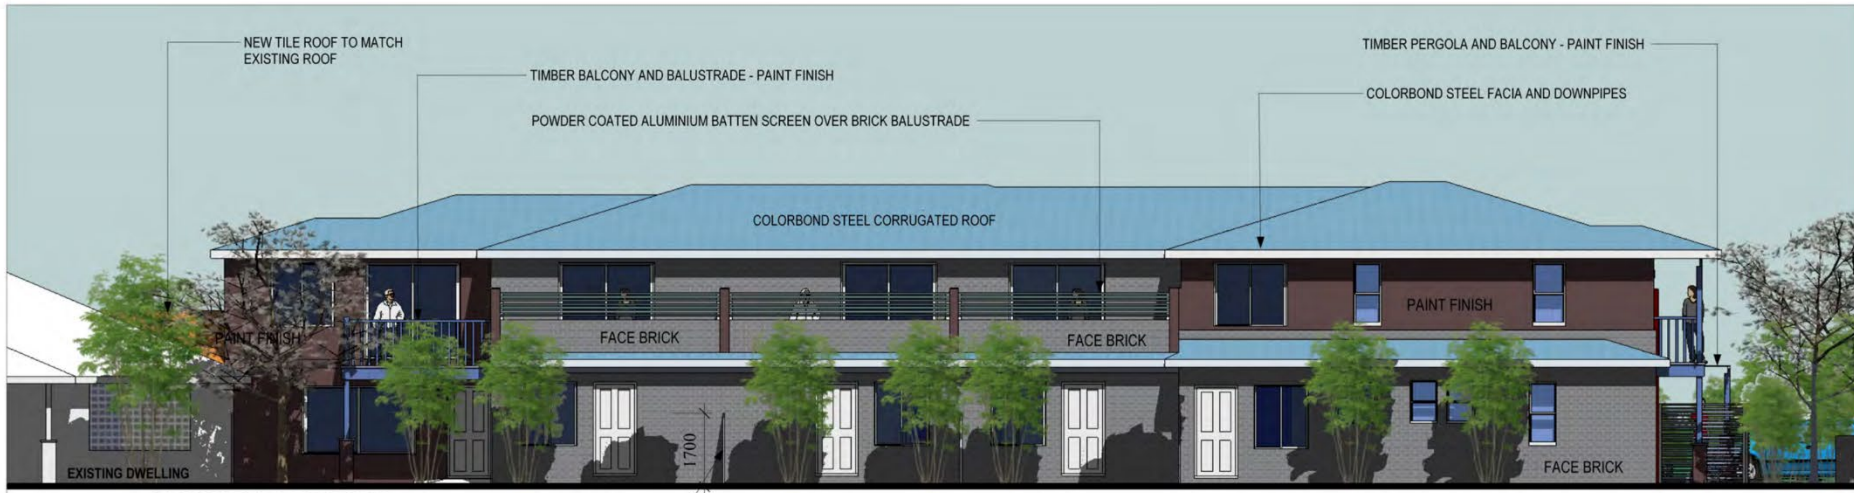 NEW TILE ROOF TO MATCH
EXISTING ROOF
TIMBER BALCONY AND BALUSTRADE - PAINT FINISH
POWDER COATED ALUMINIUM BATTEN SCREEN OVER BRICK BALUSTRADE
TIMBER PERGOLA AND BALCONY - PAINT FINISH
COLORBOND STEEL FACIA AND DOWNPIPES
COLORBOND STEEL CORRUGATED ROOF
PAINT FINISH
PAINT FINISH
FACE BRICK
FACE BRICK
1700
EXISTING DWELLING
FACE BRICK